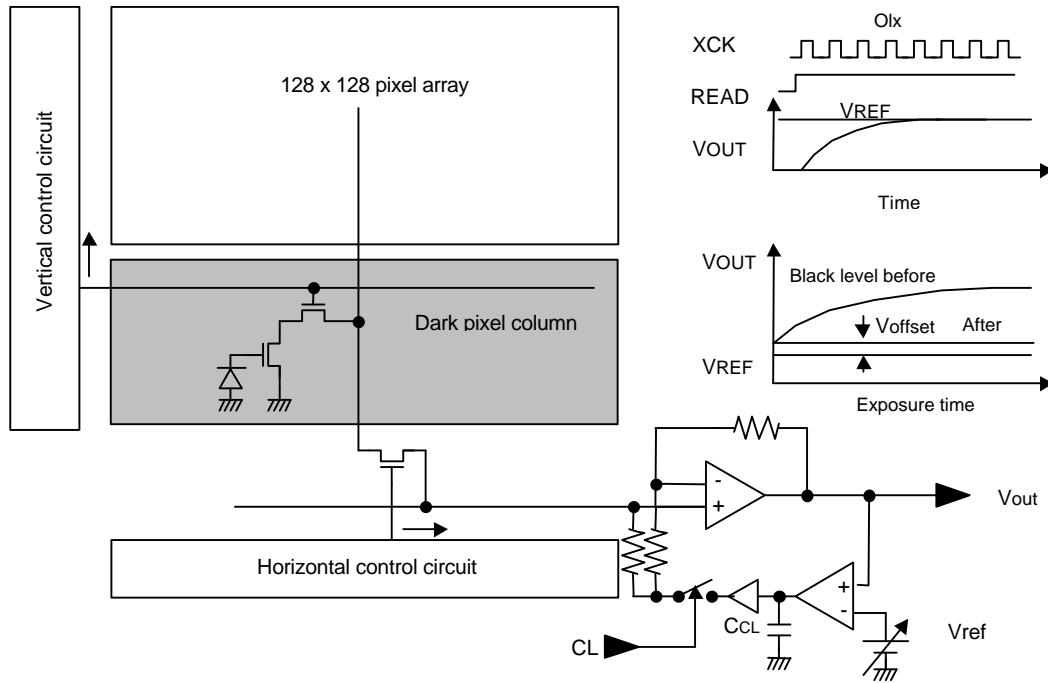 Vertical control circuit
128 x 128 pixel array
Dark pixel column
Horizontal control circuit
Olx
XCK
READ
VREF
VOUT
Time
VOUT
Black level before
Voffset After
VREF
Exposure time
-
+
Vout
+
-
CCL
Vref
CL